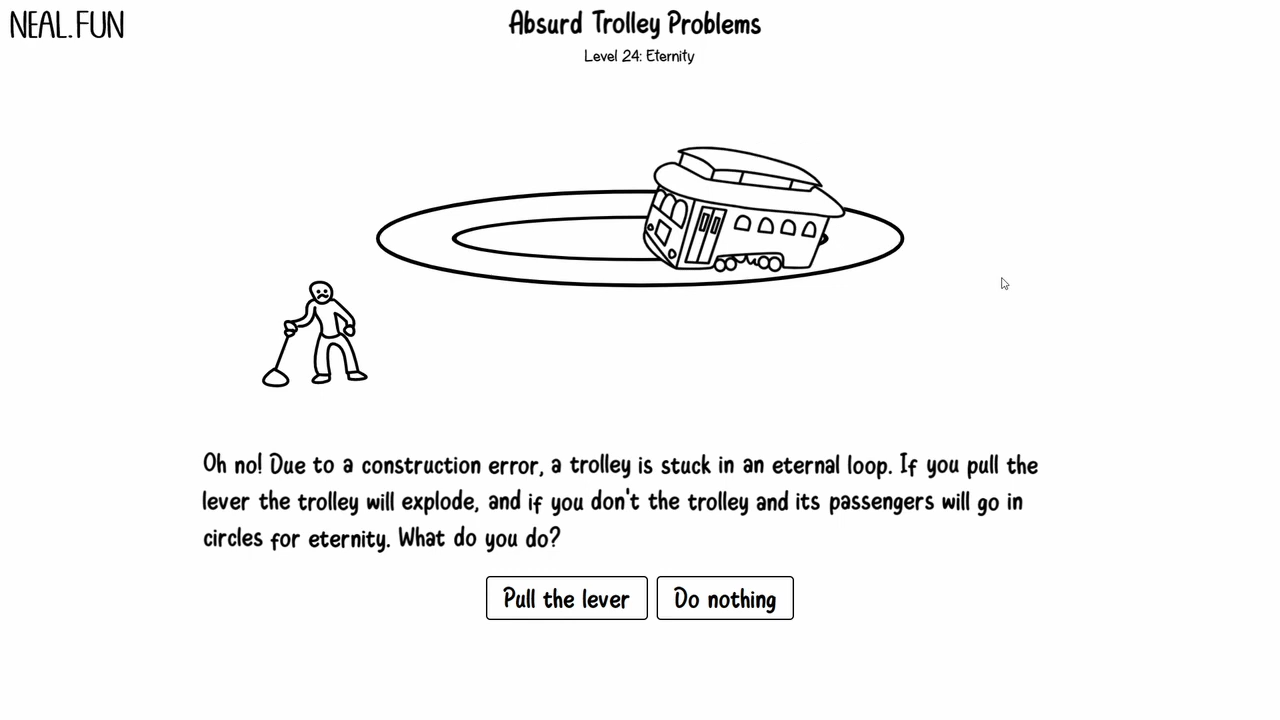 NEAL.FUN
Absurd Trolley Problems
Level 24: Eternity
Oh no! Due to a construction error, a trolley is stuck in an eternal loop. If you pull the
lever the trolley will explode, and if you don't the trolley and its passengers will go in
circles for eternity. What do you do?
Pull the lever
Do nothing